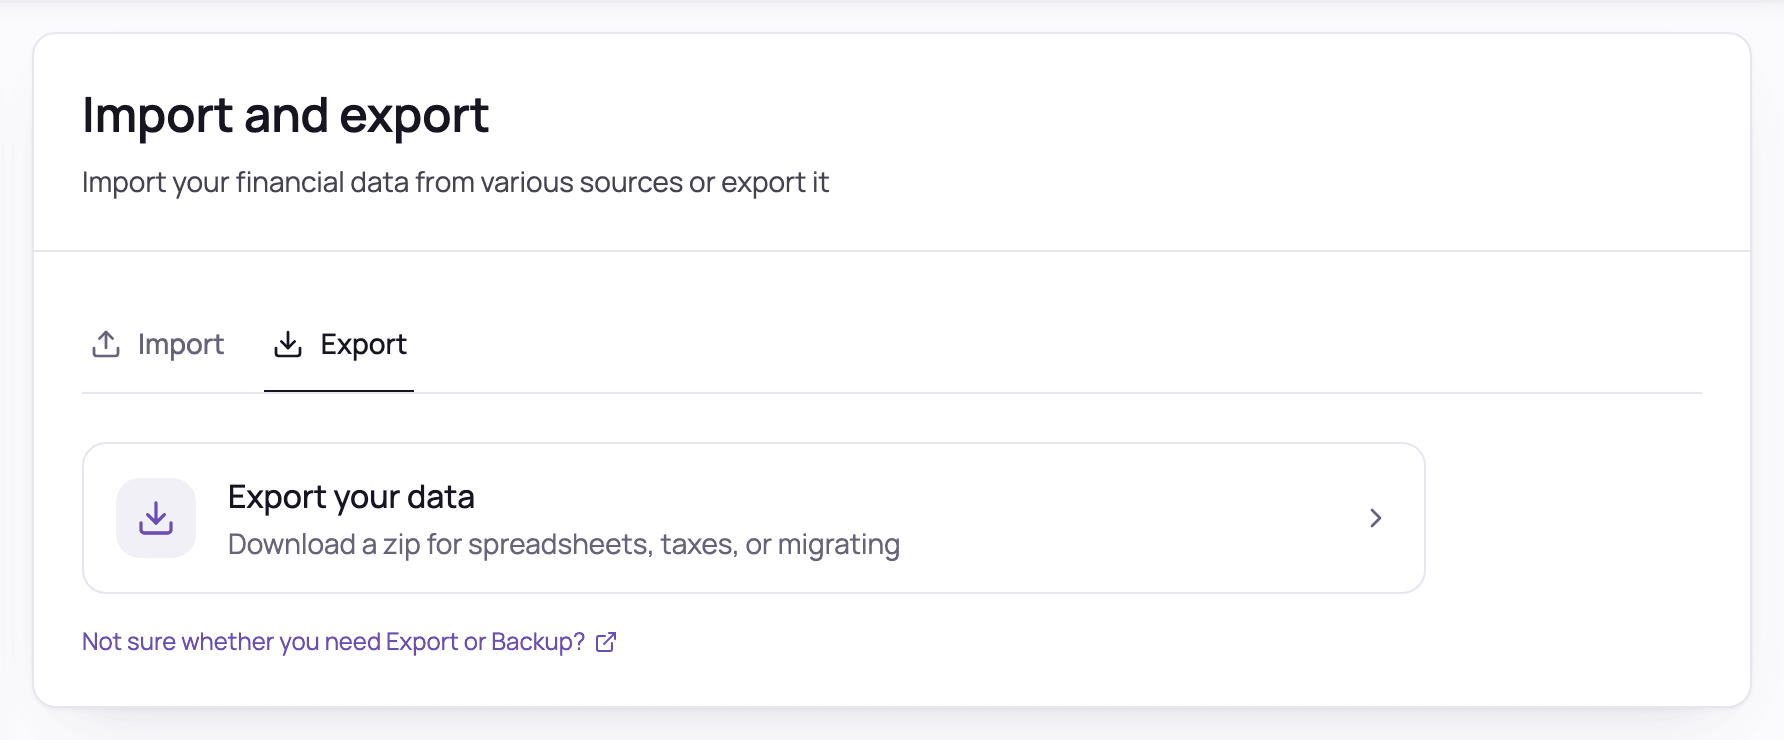 Import and export
Import your financial data from various sources or export it
Import
Export
Export your data
Download a zip for spreadsheets, taxes, or migrating
Not sure whether you need Export or Backup?